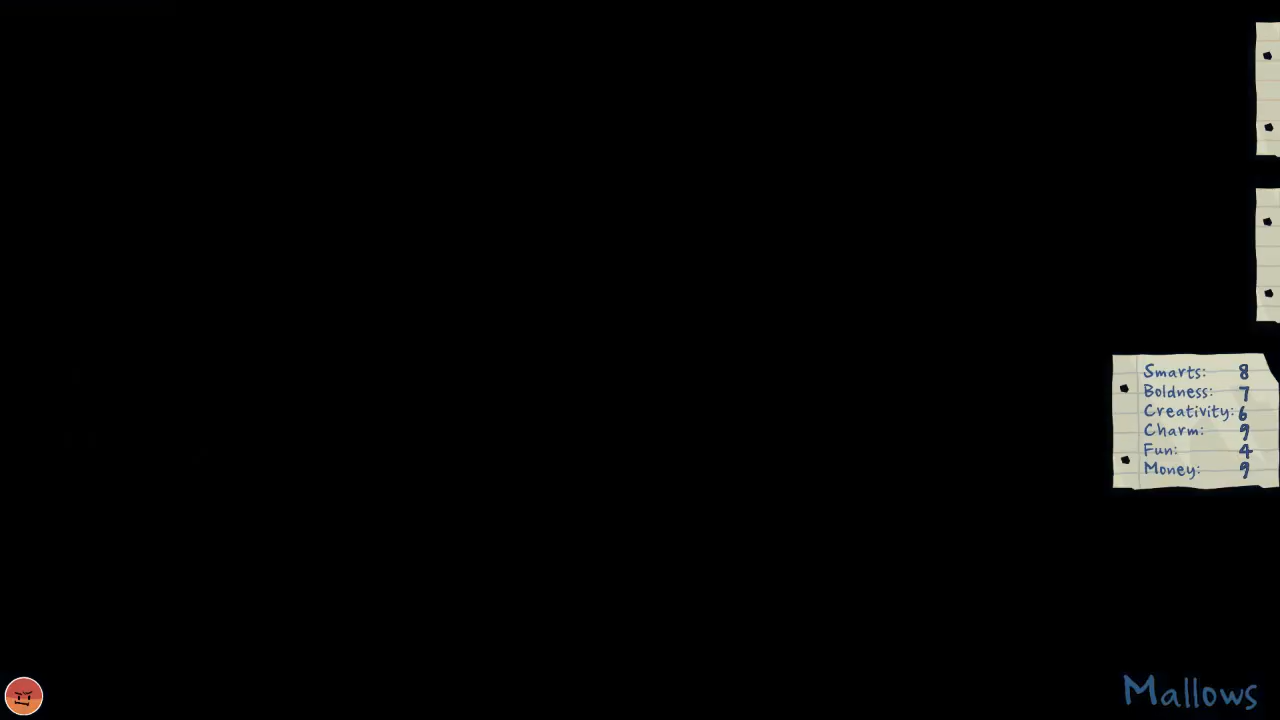 Smarts: 8
Boldness: 7
Creativity: 6
Charm: 9
Fun: 4
Money: 9
Mallows